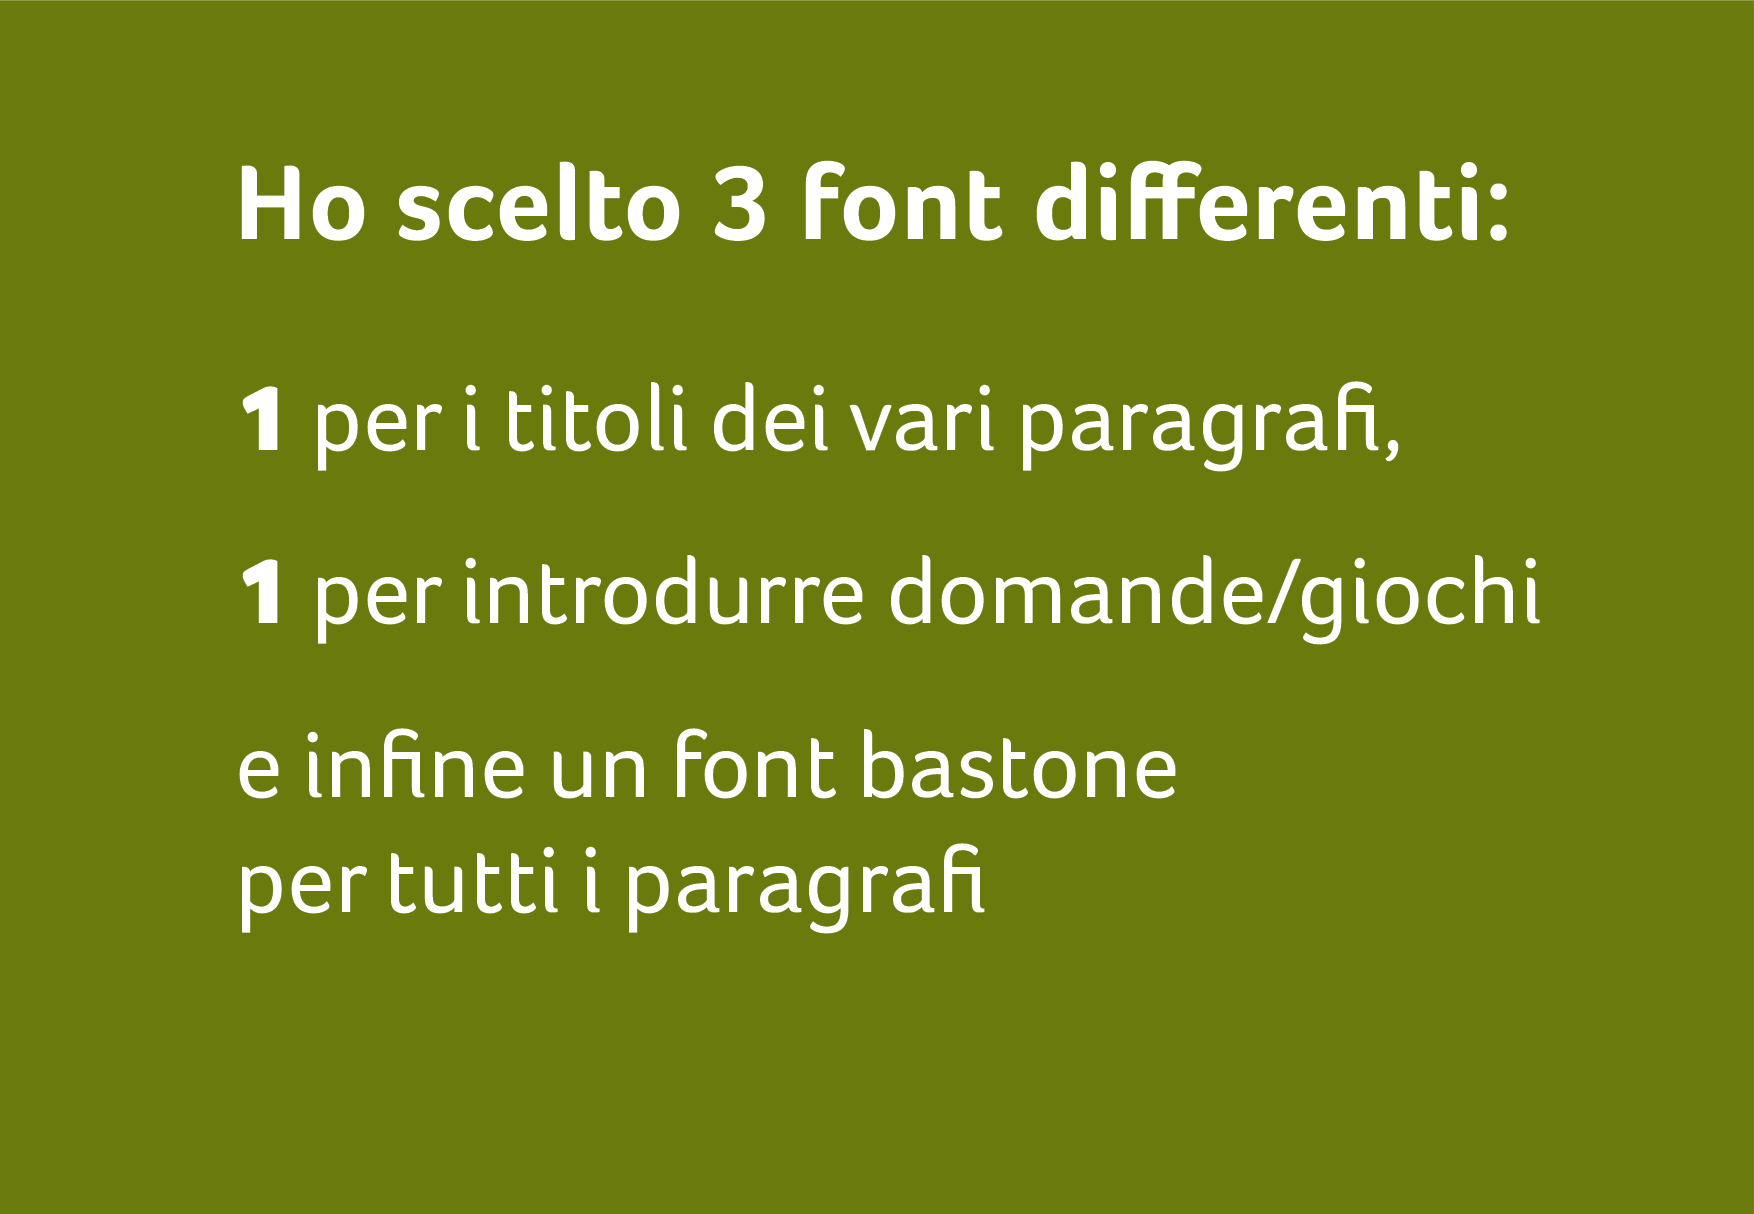 Ho scelto 3 font differenti:
1 per i titoli dei vari paragrafi,
1 per introdurre domande/giochi
e infine un font bastone
per tutti i paragrafi